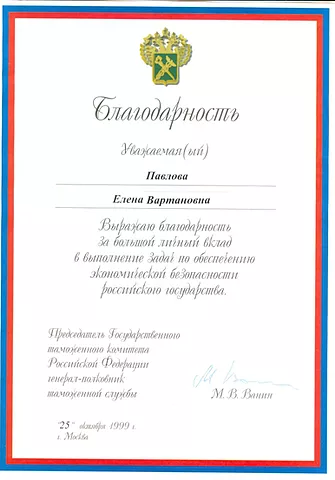 Благодарность
Уважаемая(ый)
Павлова
Елена Вартановна
Выражаю благодарность
за большой личный вклад
в выполнение задач по обеспечению
экономической безопасности
российского государства.
Председатель Государственного
таможенного комитета
Российской Федерации
генерал-полковник
таможенной службы
М. В. Ванин
"25" октября 1999 г.
г. Москва